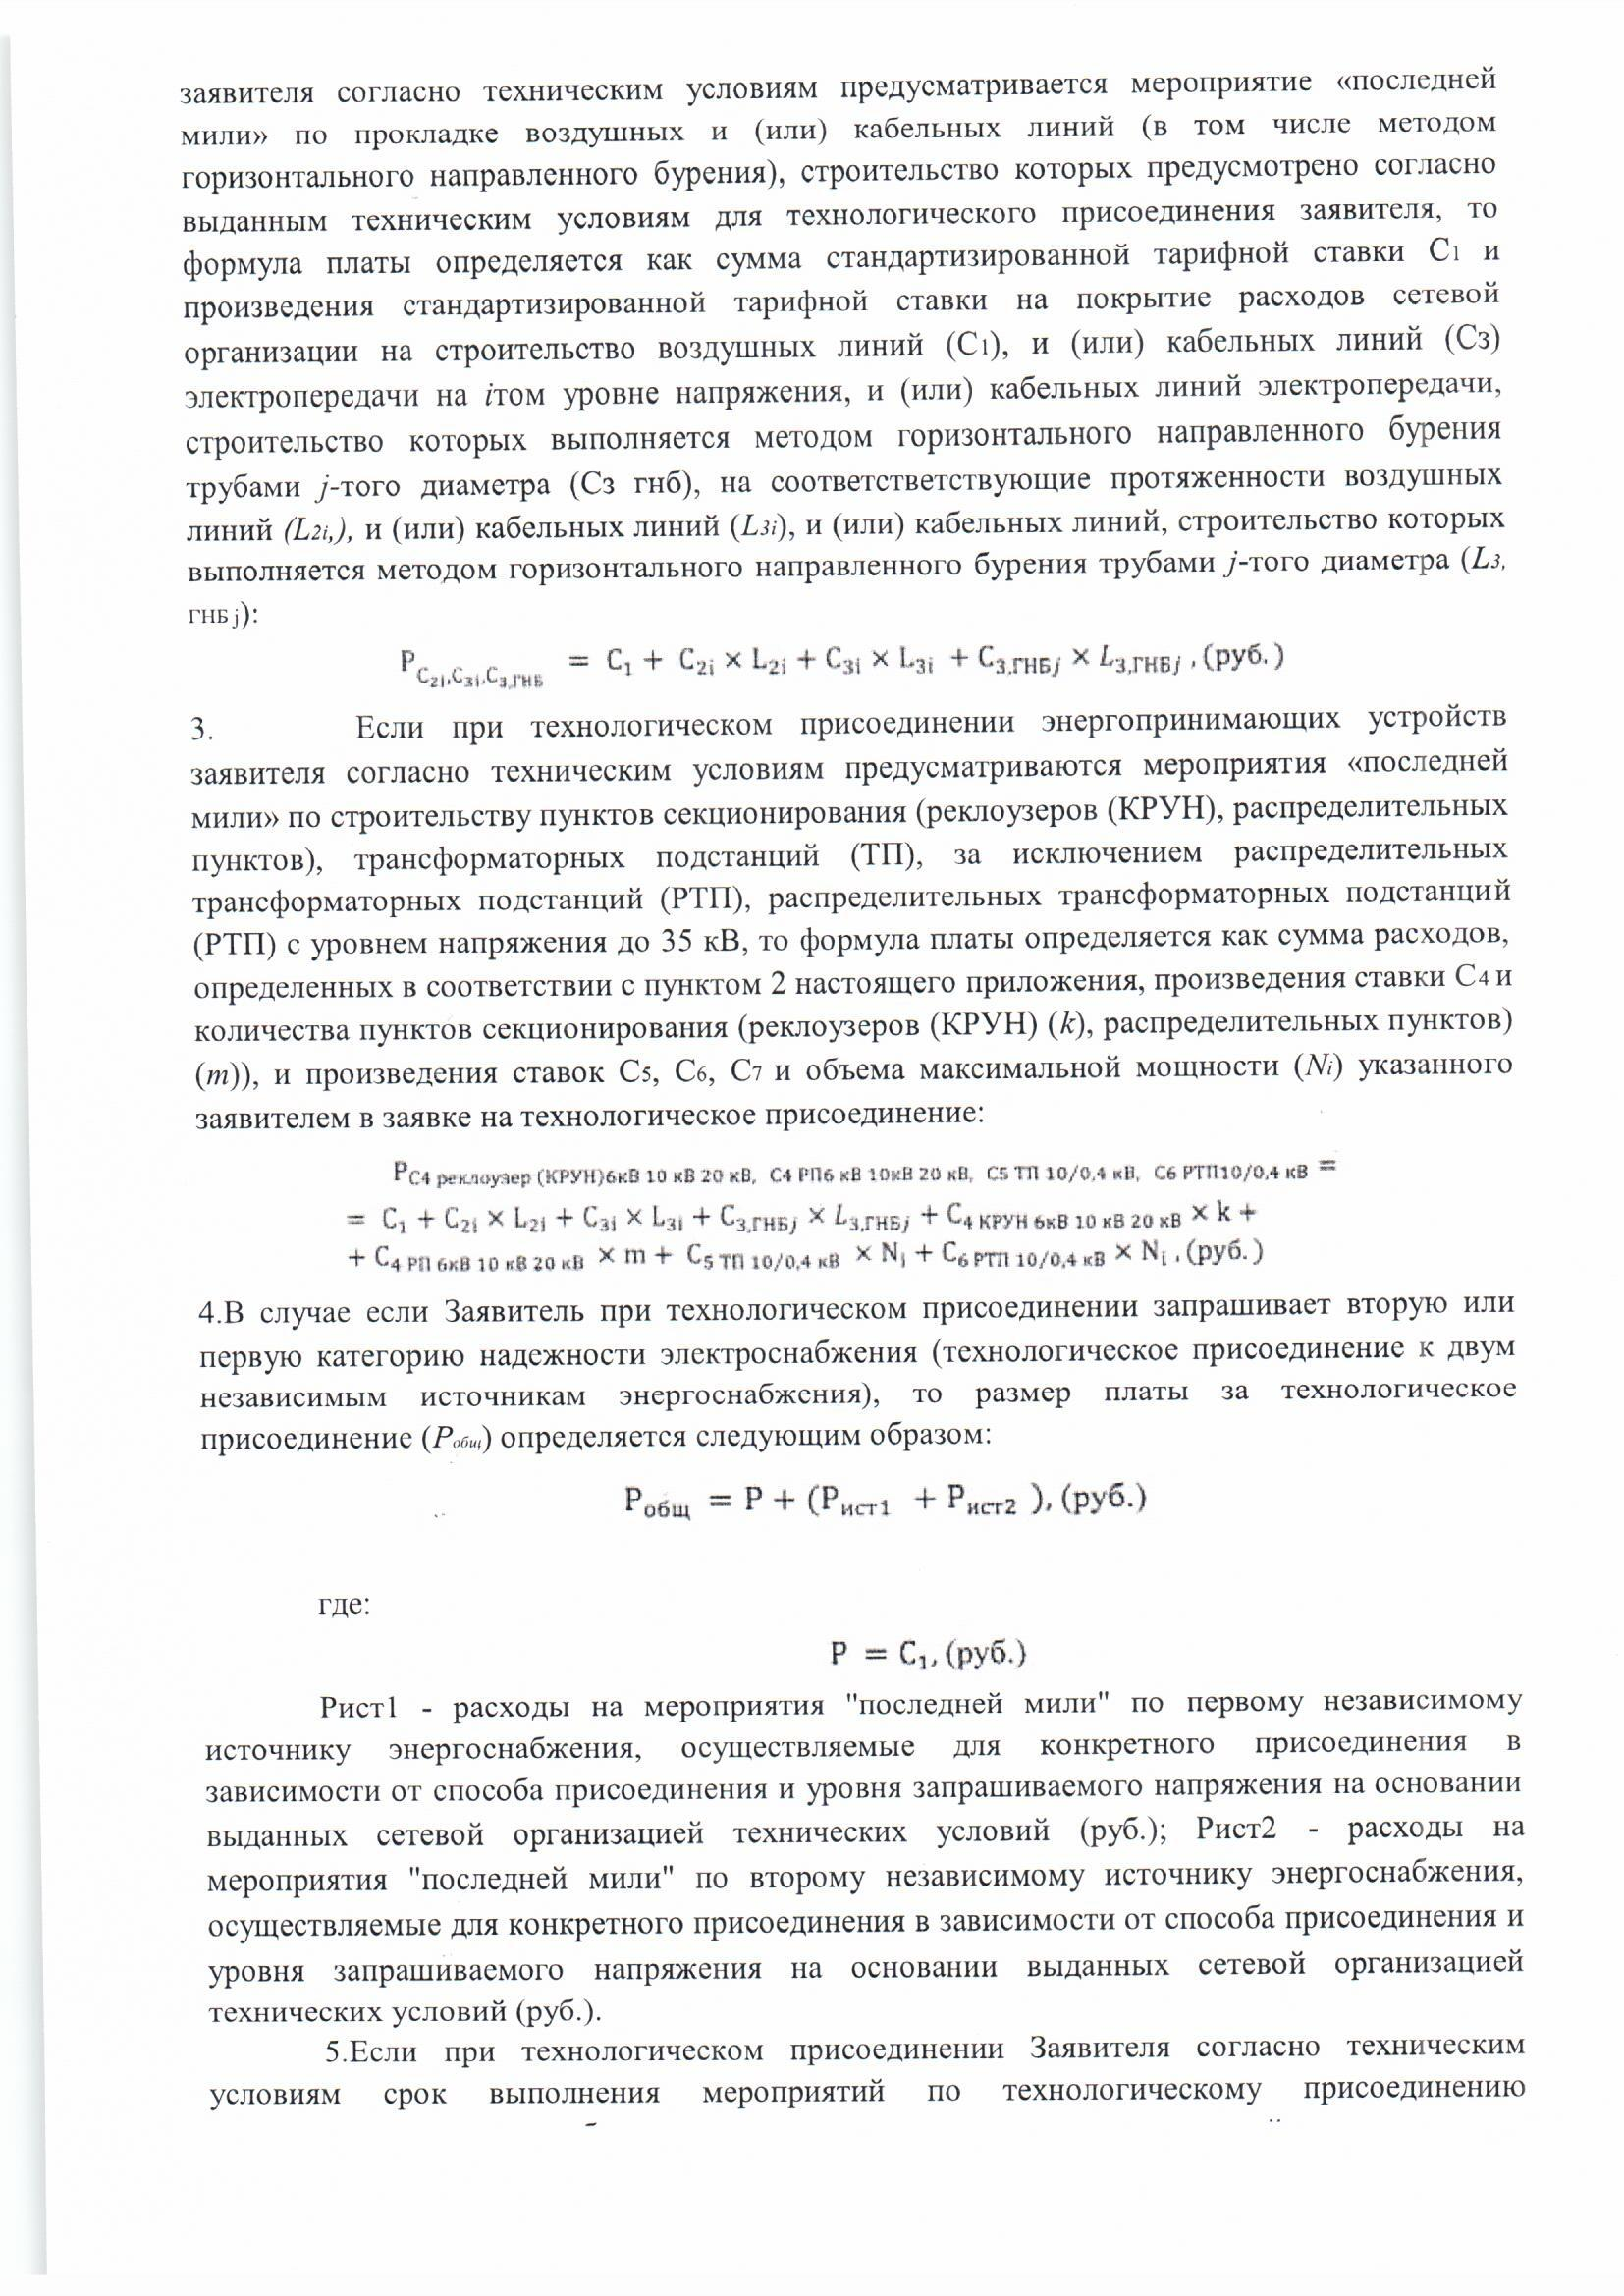 заявителя согласно техническим условиям предусматривается мероприятие «последней
мили» по прокладке воздушных и (или) кабельных линий (в том числе методом
горизонтального направленного бурения), строительство которых предусмотрено согласно
выданным техническим условиям для технологического присоединения заявителя, то
формула платы определяется как сумма стандартизированной тарифной ставки С1 и
произведения стандартизированной тарифной ставки на покрытие расходов сетевой
организации на строительство воздушных линий (С1), и (или) кабельных линий (С3)
электропередачи на iтом уровне напряжения, и (или) кабельных линий электропередачи,
строительство которых выполняется методом горизонтального направленного бурения
трубами j-того диаметра (С3 гнб), на соответстветствующие протяженности воздушных
линий (L2i,), и (или) кабельных линий (L3i), и (или) кабельных линий, строительство которых
выполняется методом горизонтального направленного бурения трубами j-того диаметра (L3,
ГНБ j):
P C2i,C3i,C3,ГНБ = C1 + C2i × L2i + C3i × L3i + C3,ГНБj × L3,ГНБj , (руб.)
3. Если при технологическом присоединении энергопринимающих устройств
заявителя согласно техническим условиям предусматриваются мероприятия «последней
мили» по строительству пунктов секционирования (реклоузеров (КРУН), распределительных
пунктов), трансформаторных подстанций (ТП), за исключением распределительных
трансформаторных подстанций (РТП), распределительных трансформаторных подстанций
(РТП) с уровнем напряжения до 35 кВ, то формула платы определяется как сумма расходов,
определенных в соответствии с пунктом 2 настоящего приложения, произведения ставки С4 и
количества пунктов секционирования (реклоузеров (КРУН) (k), распределительных пунктов)
(m)), и произведения ставок С5, С6, С7 и объема максимальной мощности (Ni) указанного
заявителем в заявке на технологическое присоединение:
PС4 реклоузер (КРУН)6кВ 10 кВ 20 кВ, С4 РП6 кВ 10кВ 20 кВ, С5 ТП 10/0,4 кВ, С6 РТП10/0,4 кВ =
= C1 + C2i × L2i + C3i × L3i + C3,ГНБj × L3,ГНБj + C4 КРУН 6кВ 10 кВ 20 кВ × k +
+ C4 РП 6кВ 10 кВ 20 кВ × m + C5 ТП 10/0,4 кВ × Ni + C6 РТП 10/0,4 кВ × Ni , (руб.)
4.В случае если Заявитель при технологическом присоединении запрашивает вторую или
первую категорию надежности электроснабжения (технологическое присоединение к двум
независимым источникам энергоснабжения), то размер платы за технологическое
присоединение (Pобщ) определяется следующим образом:
Pобщ = P + (Pист1 + Pист2 ), (руб.)
где:
P = C1, (руб.)
Рист1 - расходы на мероприятия "последней мили" по первому независимому
источнику энергоснабжения, осуществляемые для конкретного присоединения в
зависимости от способа присоединения и уровня запрашиваемого напряжения на основании
выданных сетевой организацией технических условий (руб.); Рист2 - расходы на
мероприятия "последней мили" по второму независимому источнику энергоснабжения,
осуществляемые для конкретного присоединения в зависимости от способа присоединения и
уровня запрашиваемого напряжения на основании выданных сетевой организацией
технических условий (руб.).
5.Если при технологическом присоединении Заявителя согласно техническим
условиям срок выполнения мероприятий по технологическому присоединению